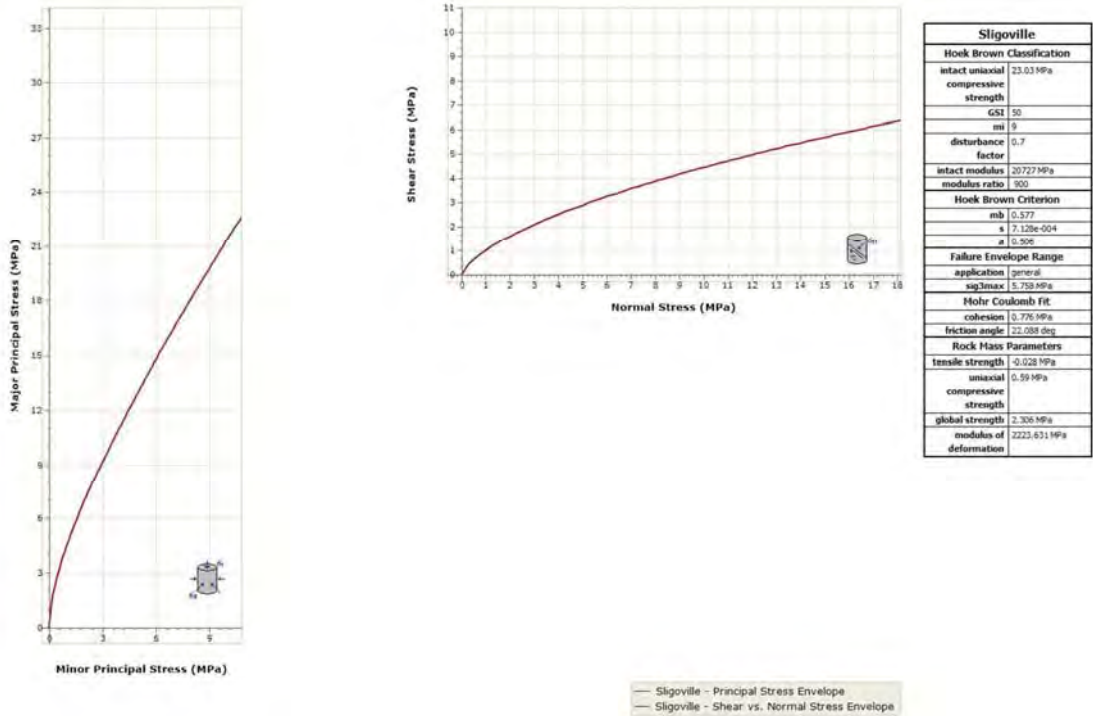 33
30
27
24
21
18
15
12
9
6
3
0
Major Principal Stress (MPa)
0 3 6 9
Minor Principal Stress (MPa)
11
10
9
8
7
6
5
4
3
2
1
0
Shear Stress (MPa)
0 1 2 3 4 5 6 7 8 9 10 11 12 13 14 15 16 17 18
Normal Stress (MPa)
Sligoville
Hoek Brown Classification
intact uniaxial 23.03 MPa
compressive
strength
GSI 50
mi 9
disturbance 0.7
factor
intact modulus 20727 MPa
modulus ratio 900
Hoek Brown Criterion
mb 0.577
s 7.128e-004
a 0.506
Failure Envelope Range
application general
sig3max 5.758 MPa
Mohr Coulomb Fit
cohesion 0.776 MPa
friction angle 22.088 deg
Rock Mass Parameters
tensile strength -0.028 MPa
uniaxial 0.59 MPa
compressive
strength
global strength 2.306 MPa
modulus of 2223.631 MPa
deformation
Sligoville - Principal Stress Envelope
Sligoville - Shear vs. Normal Stress Envelope